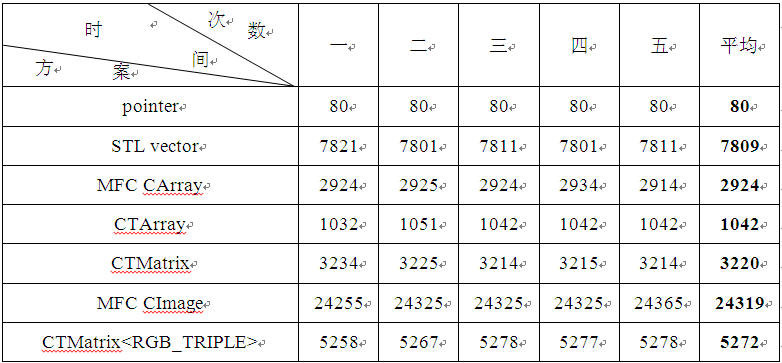 次数
时间
方案
一 二 三 四 五 平均
pointer 80 80 80 80 80 80
STL vector 7821 7801 7811 7801 7811 7809
MFC CArray 2924 2925 2924 2934 2914 2924
CTArray 1032 1051 1042 1042 1042 1042
CTMatrix 3234 3225 3214 3215 3214 3220
MFC CImage 24255 24325 24325 24325 24365 24319
CTMatrix<RGB_TRIPLE> 5258 5267 5278 5277 5278 5272